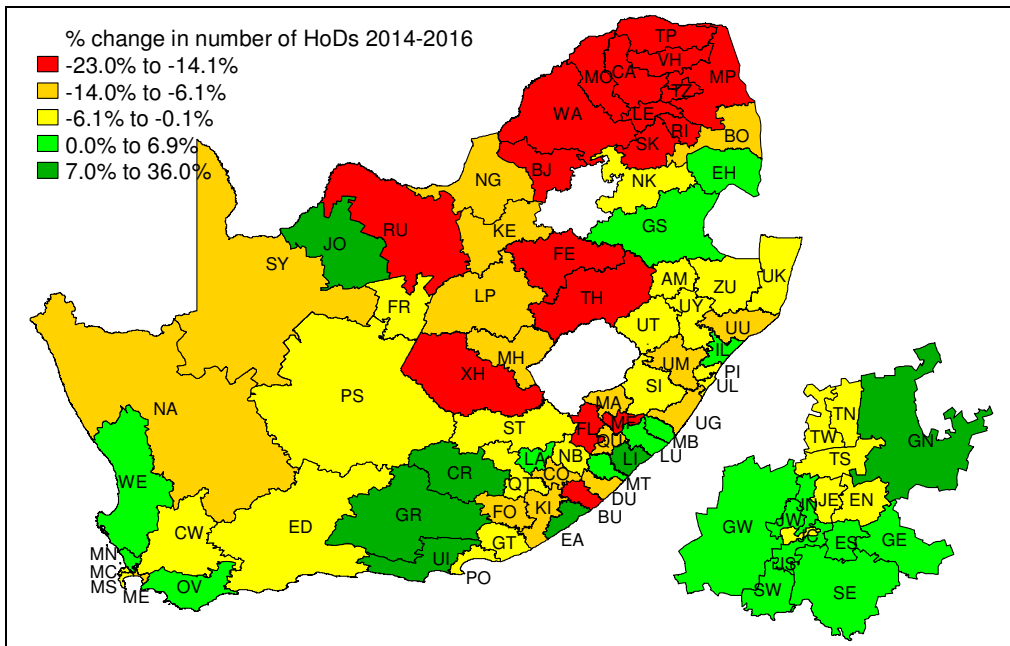 % change in number of HoDs 2014-2016
-23.0% to -14.1%
-14.0% to -6.1%
-6.1% to -0.1%
0.0% to 6.9%
7.0% to 36.0%
TP
VH
MO CA MP
TZ
WA LE
RI
SK BO
BJ EH
NG NK
JO RU KE GS
FE
SY AM ZU UK
LP TH
FR UY
UT UU
MH IL
UM
XH PI
PS SI UL
NA MA
UG
ST FL MF
QU MB
LA NB LI LU
WE CR CO MT
QT DU
GR FO KI BU
CW ED EA
GT
MN UI PO
MC
MS OV
ME
TN
TW GN
TS
JE EN
JN
GW JW
JC ES GE
JS
SW SE